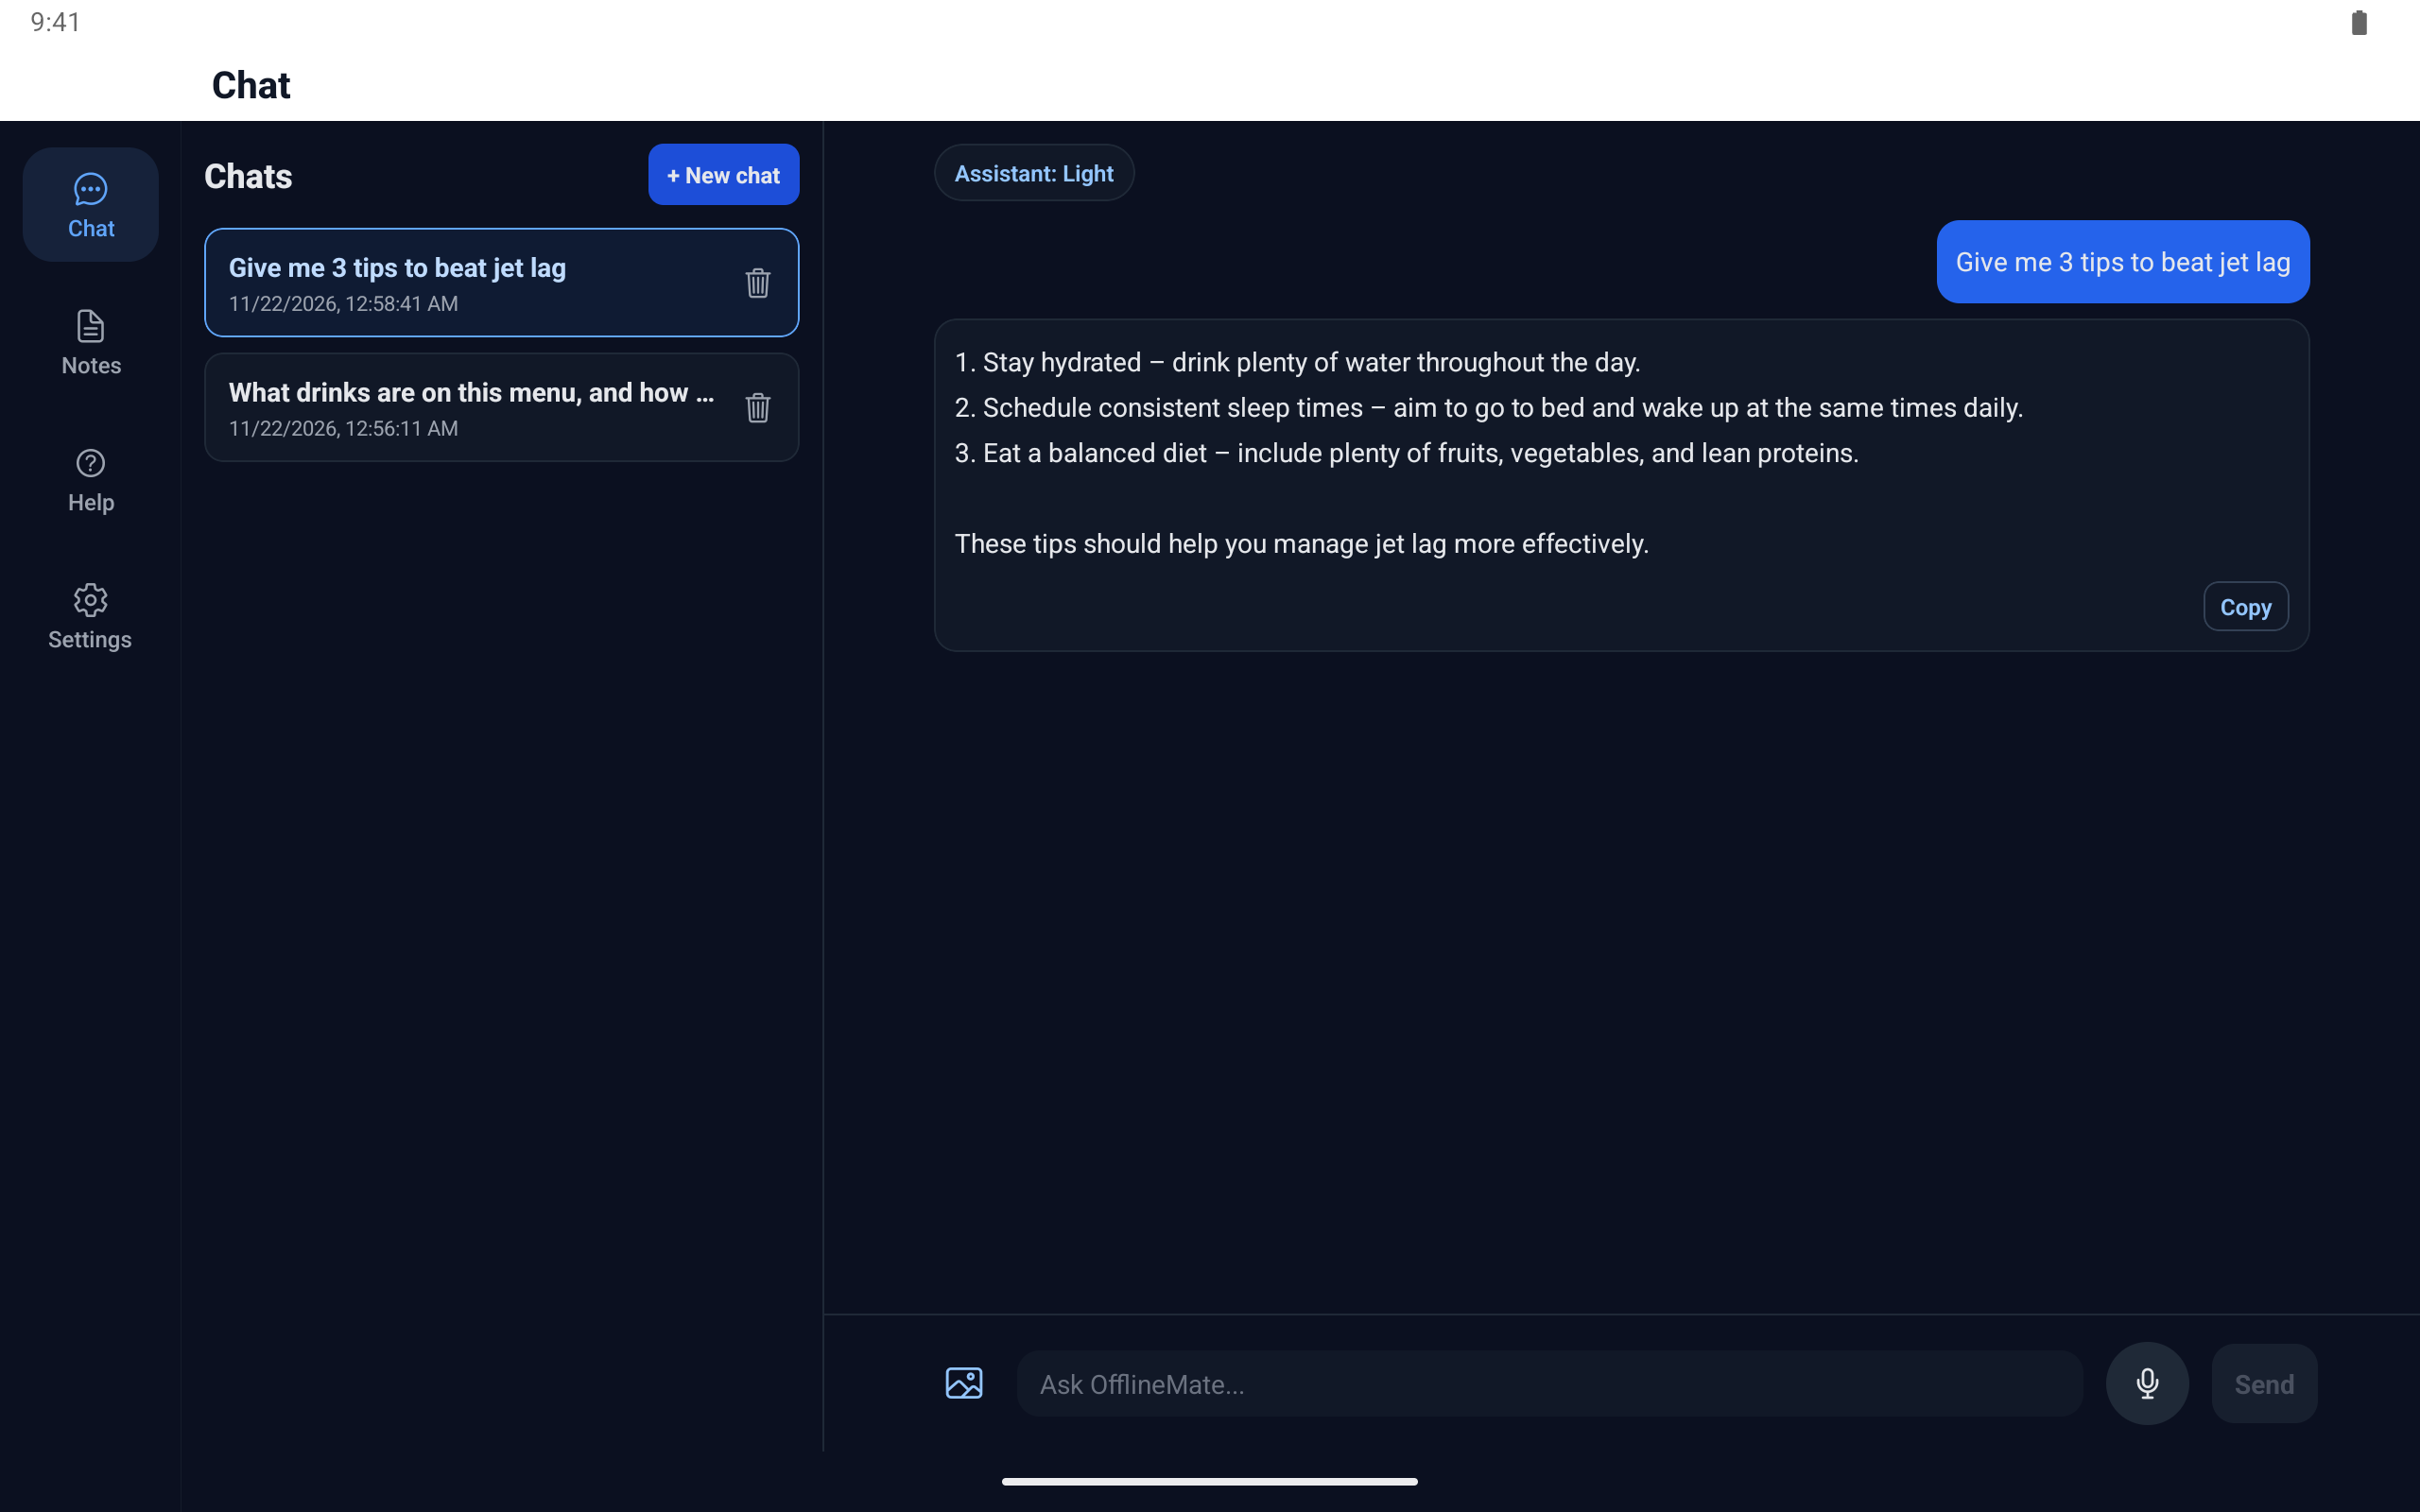 9:41
Chat
Chat
Notes
Help
Settings
Chats
+ New chat
Give me 3 tips to beat jet lag
11/22/2026, 12:58:41 AM
What drinks are on this menu, and how ...
11/22/2026, 12:56:11 AM
Assistant: Light
Give me 3 tips to beat jet lag
1. Stay hydrated – drink plenty of water throughout the day.
2. Schedule consistent sleep times – aim to go to bed and wake up at the same times daily.
3. Eat a balanced diet – include plenty of fruits, vegetables, and lean proteins.
These tips should help you manage jet lag more effectively.
Copy
Ask OfflineMate...
Send